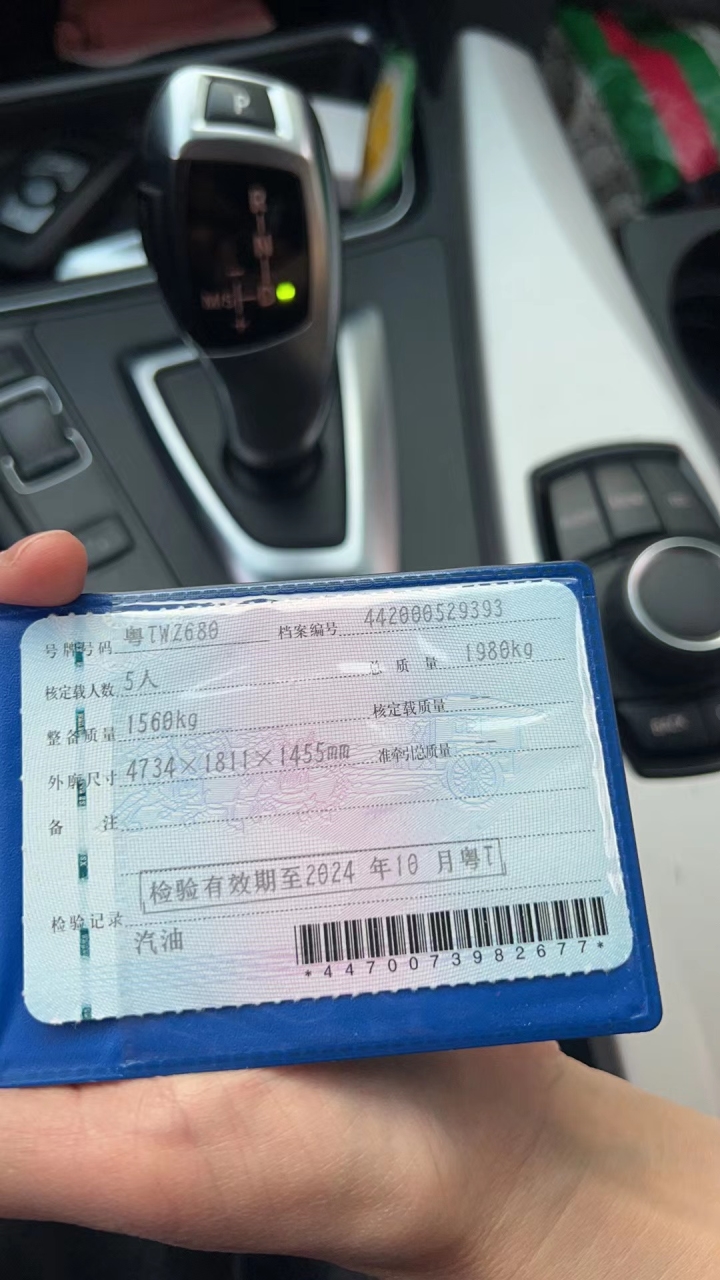 P
R
N
M/S D
号牌号码 粤TWZ680 档案编号 442000529393
核定载人数 5人 总质量 1980kg
整备质量 1560kg 核定载质量 --
外廓尺寸 4734×1811×1455mm 准牵引总质量 --
备注
检验有效期至2024年10月粤T
检验记录
汽油
*4470073982677*
BACK